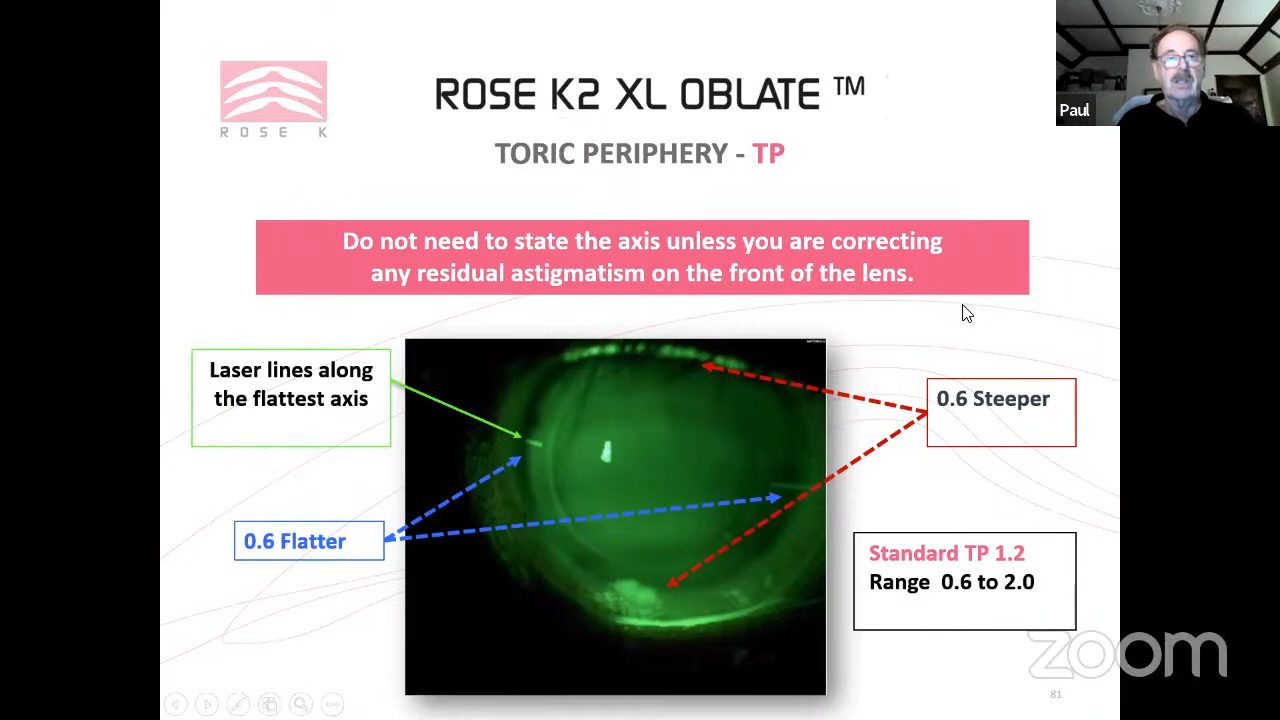 Paul
ROSE K
ROSE K2 XL OBLATE ™
TORIC PERIPHERY - TP
Do not need to state the axis unless you are correcting
any residual astigmatism on the front of the lens.
Laser lines along
the flattest axis
0.6 Steeper
0.6 Flatter
Standard TP 1.2
Range 0.6 to 2.0
zoom
81